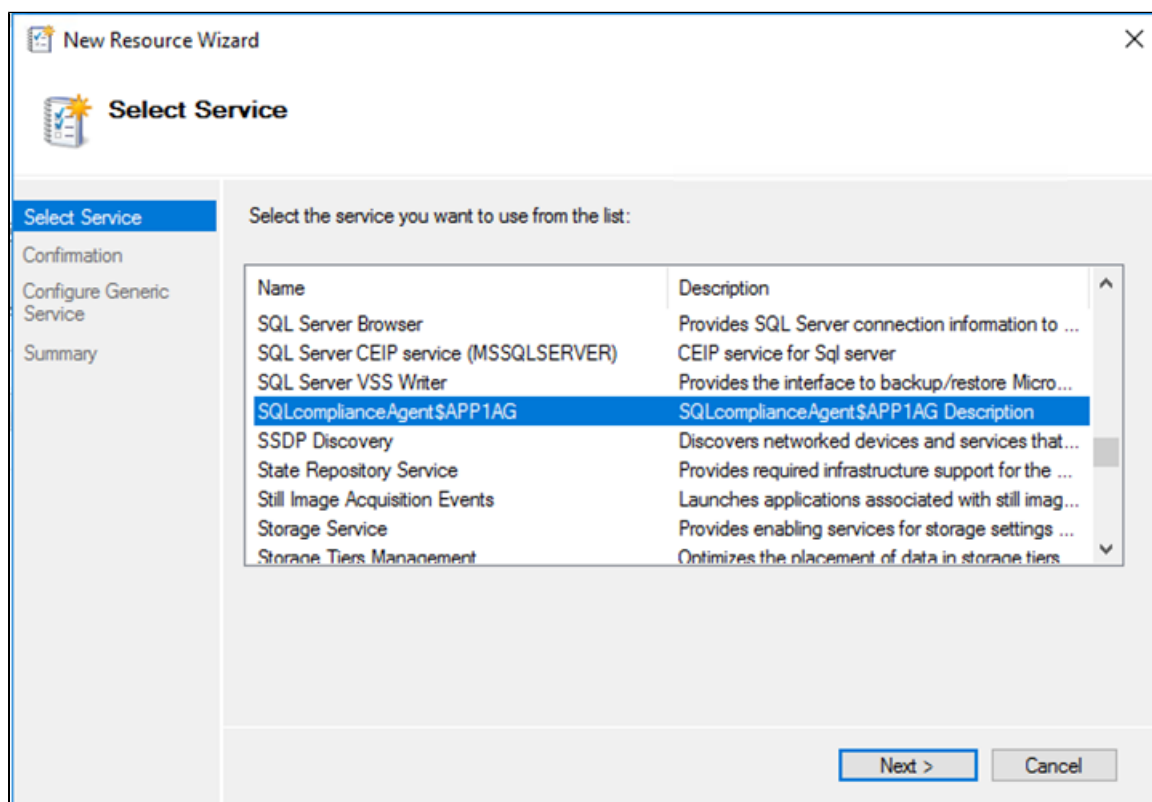 New Resource Wizard
Select Service
Select Service
Confirmation
Configure Generic
Service
Summary
Select the service you want to use from the list:
Name Description
SQL Server Browser Provides SQL Server connection information to ...
SQL Server CEIP service (MSSQLSERVER) CEIP service for Sql server
SQL Server VSS Writer Provides the interface to backup/restore Micro...
SQLcomplianceAgent$APP1AG SQLcomplianceAgent$APP1AG Description
SSDP Discovery Discovers networked devices and services that...
State Repository Service Provides required infrastructure support for the ...
Still Image Acquisition Events Launches applications associated with still imag...
Storage Service Provides enabling services for storage settings ...
Storage Tiers Management Optimizes the placement of data in storage tiers
Next > Cancel